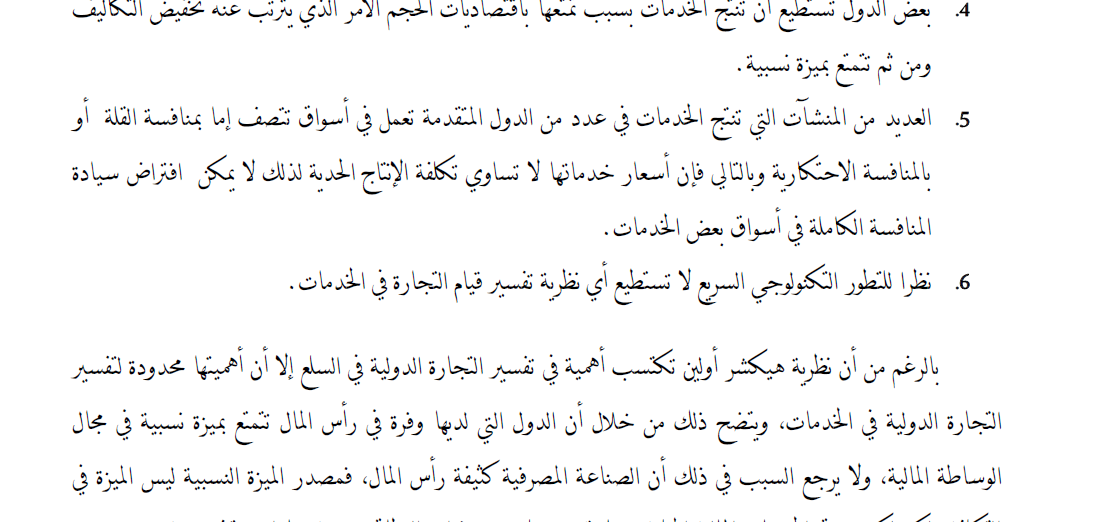 4. بعض الدول تستطيع أن تنتج الخدمات بسبب تمتعها باقتصاديات الحجم الأمر الذي يترتب عنه تخفيض التكاليف
ومن ثم تتمتع بميزة نسبية.
5. العديد من المنشآت التي تنتج الخدمات في عدد من الدول المتقدمة تعمل في أسواق تتصف إما بمنافسة القلة أو
بالمنافسة الاحتكارية وبالتالي فإن أسعار خدماتها لا تساوي تكلفة الإنتاج الحدية لذلك لا يمكن افتراض سيادة
المنافسة الكاملة في أسواق بعض الخدمات.
6. نظرا للتطور التكنولوجي السريع لا تستطيع أي نظرية تفسير قيام التجارة في الخدمات.
بالرغم من أن نظرية هيكشر أولين تكتسب أهمية في تفسير التجارة الدولية في السلع إلا أن أهميتها محدودة لتفسير
التجارة الدولية في الخدمات، ويتضح ذلك من خلال أن الدول التي لديها وفرة في رأس المال تتمتع بميزة نسبية في مجال
الوساطة المالية، ولا يرجع السبب في ذلك أن الصناعة المصرفية كثيفة رأس المال، فمصدر الميزة النسبية ليس الميزة في